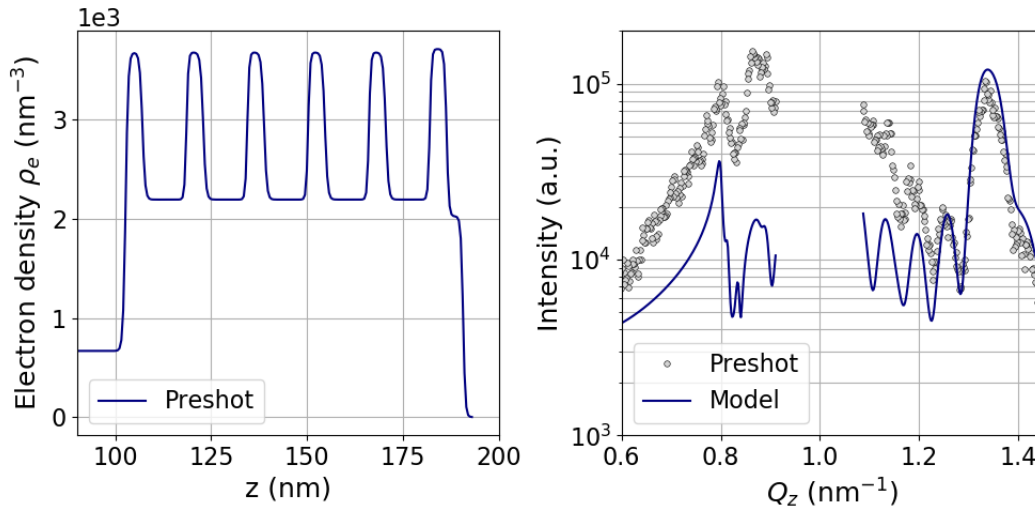 1e3
Electron density ρₑ (nm⁻³)
3
2
1
0
Preshot
100
125
150
175
200
z (nm)
Intensity (a.u.)
10⁵
10⁴
10³
Preshot
Model
0.6
0.8
1.0
1.2
1.4
Q_z (nm⁻¹)